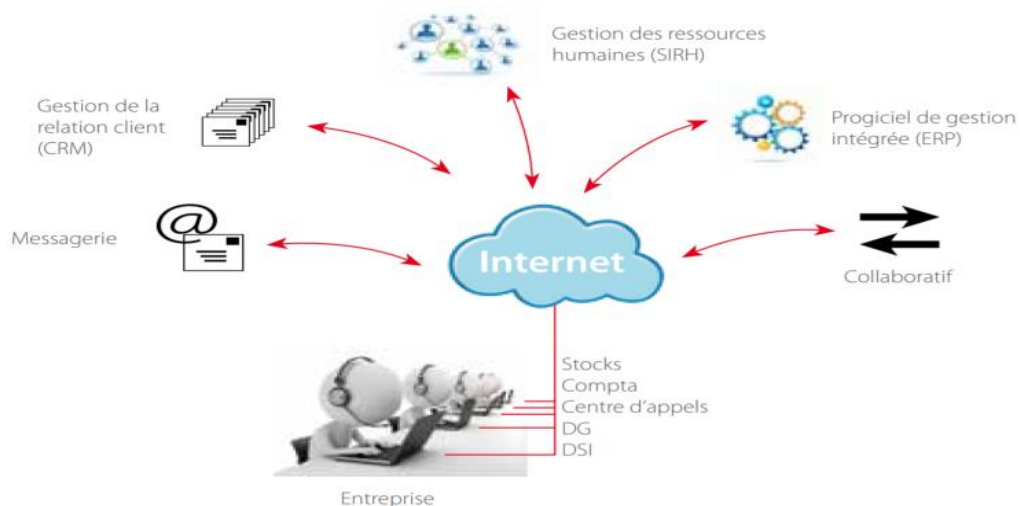 Gestion des ressources
humaines (SIRH)
Gestion de la
relation client
(CRM)
Progiciel de gestion
intégrée (ERP)
Messagerie
@
Internet
Collaboratif
Stocks
Compta
Centre d'appels
DG
DSI
Entreprise